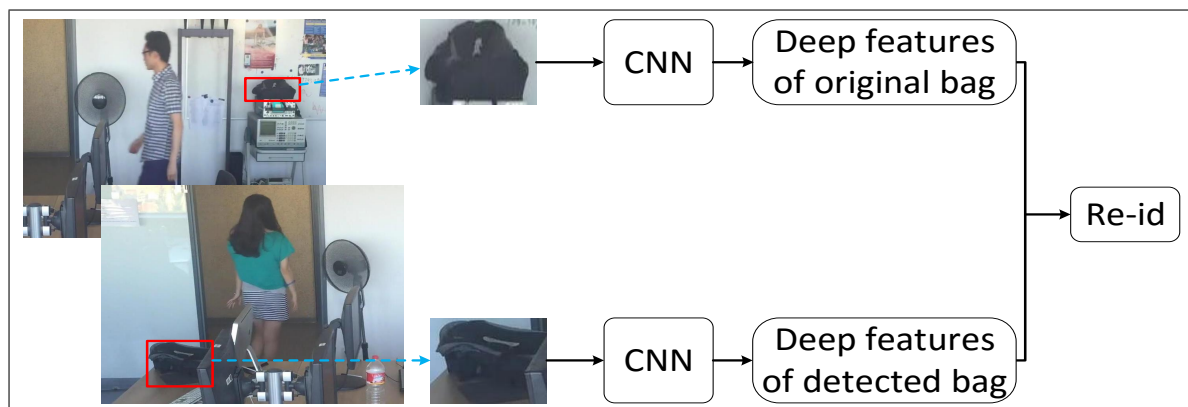 CNN
Deep features
of original bag
Re-id
CNN
Deep features
of detected bag